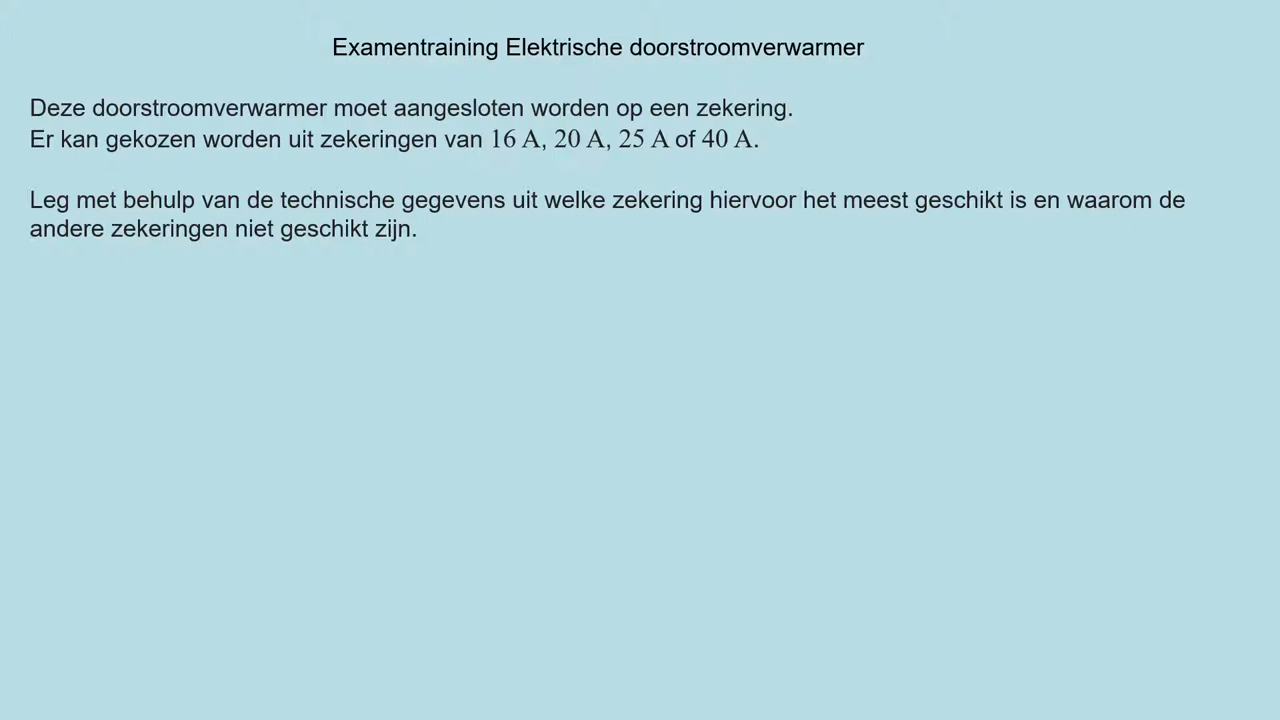 Examentraining Elektrische doorstroomverwarmer
Deze doorstroomverwarmer moet aangesloten worden op een zekering.
Er kan gekozen worden uit zekeringen van 16 A, 20 A, 25 A of 40 A.
Leg met behulp van de technische gegevens uit welke zekering hiervoor het meest geschikt is en waarom de
andere zekeringen niet geschikt zijn.